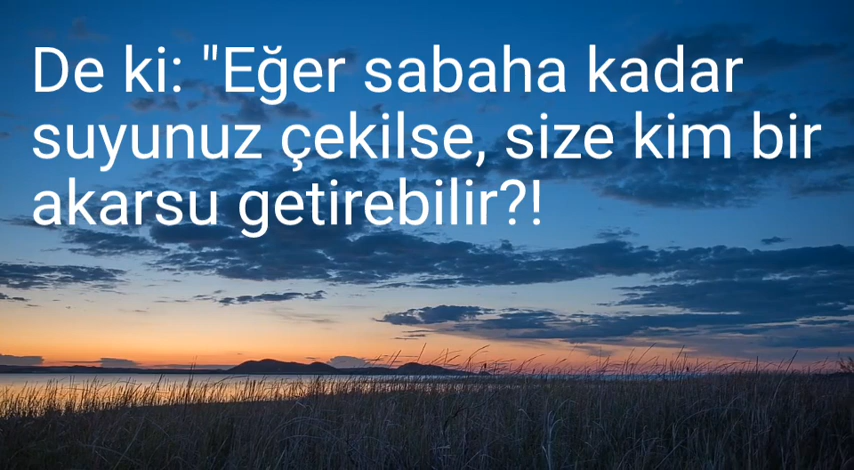 De ki: "Eğer sabaha kadar
suyunuz çekilse, size kim bir
akarsu getirebilir?!